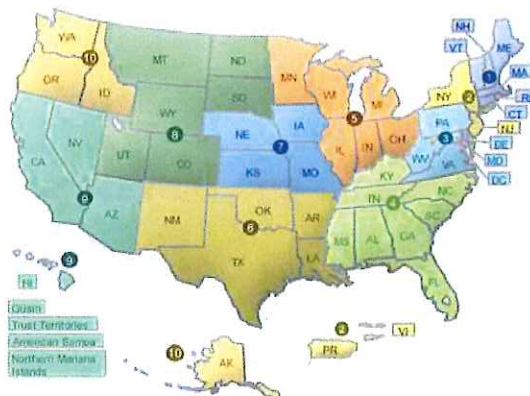 NH
WA
VT
ME
10
MT
ND
1
MA
OR
MN
ID
WI
NY
2
MI
CT
SD
WY
5
PA
NJ
8
NE
IA
3
DE
NV
7
IL
IN
OH
WV
MD
UT
CO
VA
DC
CA
KS
MO
KY
9
TN
NC
AZ
NM
OK
AR
4
SC
6
MS
AL
GA
TX
LA
FL
9
HI
Guam
Trust Territories
American Samoa
Northern Mariana
Islands
10
AK
2
VI
PR